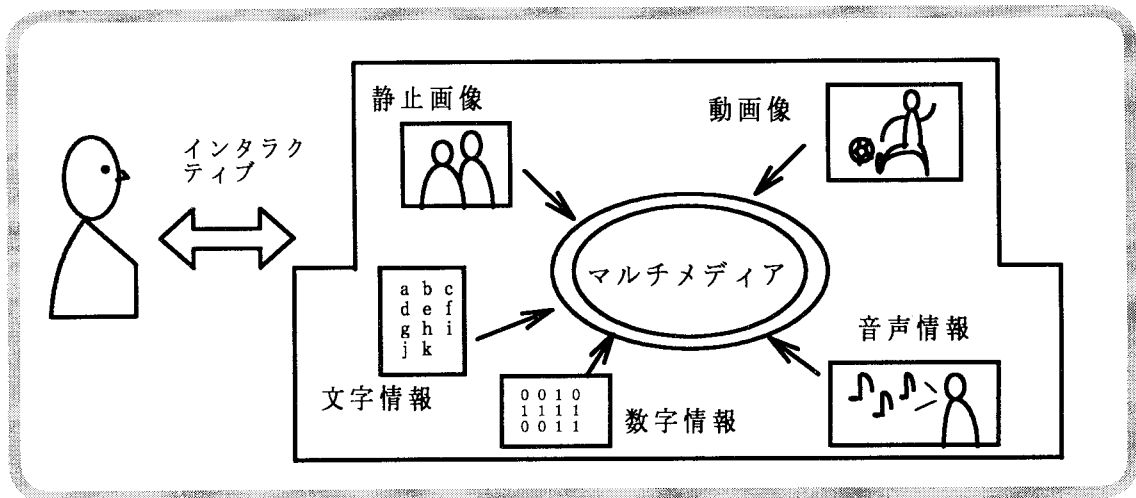 静止画像
動画像
インタラク
ティブ
マルチメディア
a b c
d e f
g h i
j k
音声情報
文字情報
0 0 1 0
1 1 1 1
0 0 1 1
数字情報